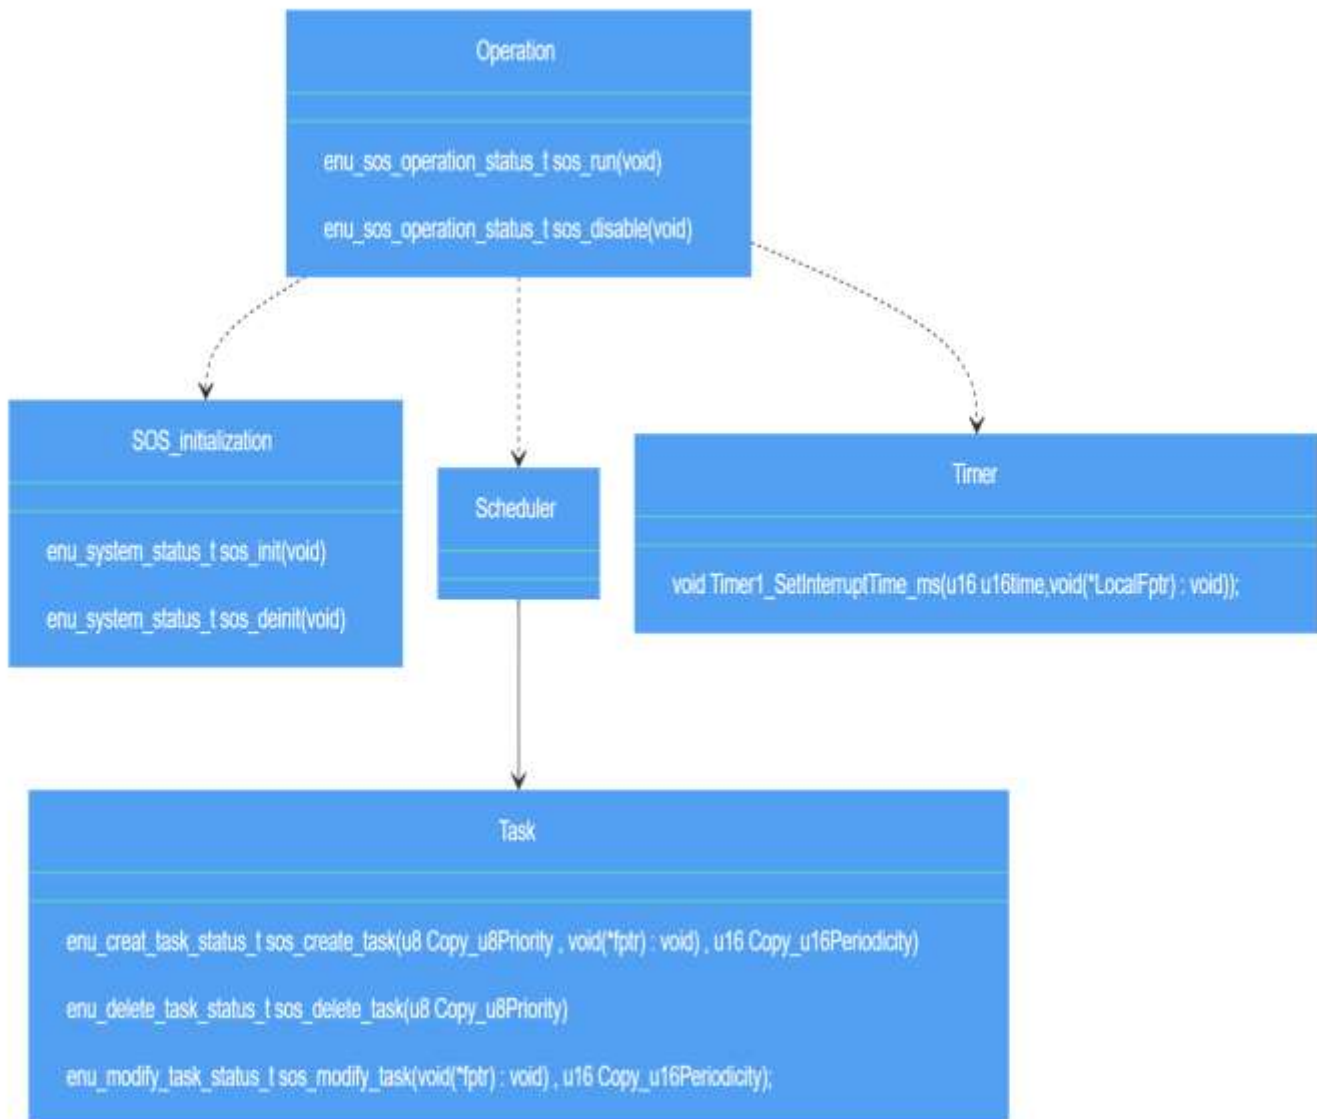 Operation
enu_sos_operation_status_t sos_run(void)
enu_sos_operation_status_t sos_disable(void)
SOS_initialization
enu_system_status_t sos_init(void)
enu_system_status_t sos_deinit(void)
Scheduler
Timer
void Timer1_SetInterruptTime_ms(u16 u16time,void(*LocalFptr) : void));
Task
enu_creat_task_status_t sos_create_task(u8 Copy_u8Priority , void(*fptr) : void) , u16 Copy_u16Periodicity)
enu_delete_task_status_t sos_delete_task(u8 Copy_u8Priority)
enu_modify_task_status_t sos_modify_task(void(*fptr) : void) , u16 Copy_u16Periodicity);